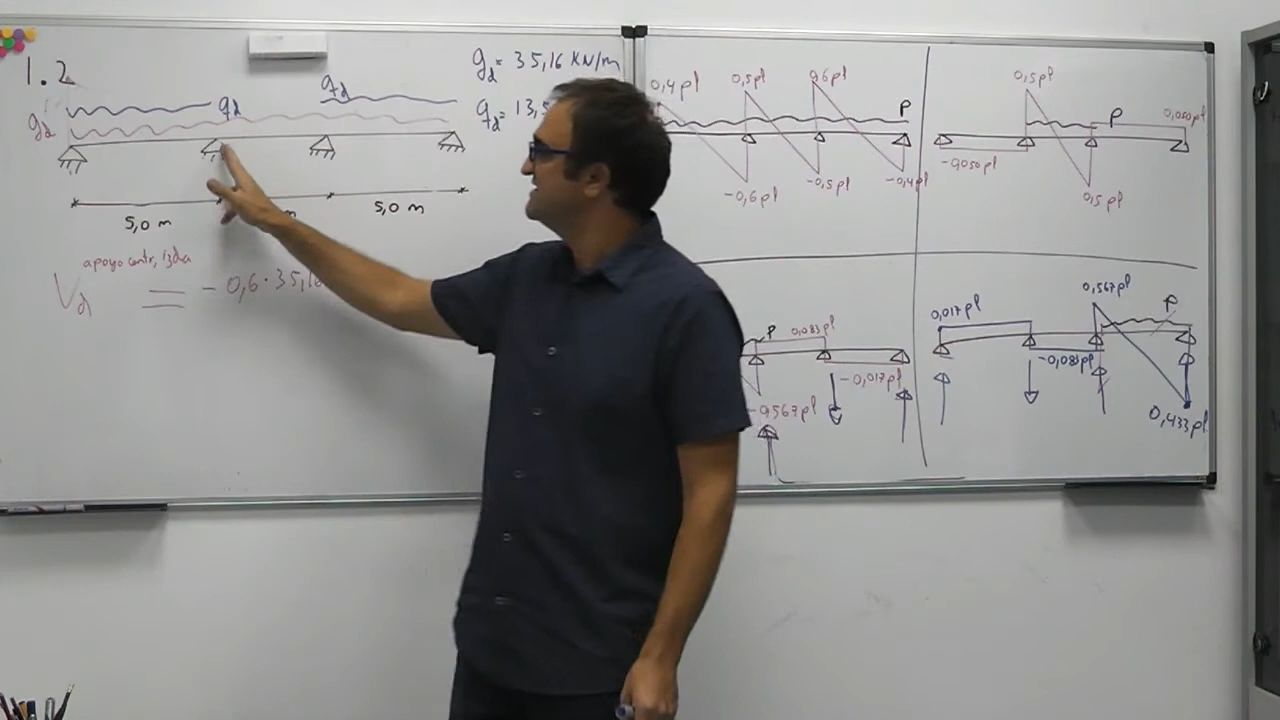 1.2
qd
gd
qd
5,0 m
m
5,0 m
gd = 35,16 KN/m
qd = 13,5
apoyo centr, izda
Vd = - 0,6 · 35,16
0,4 pl
0,5 pl
0,6 pl
P
-0,6 pl
-0,5 pl
-0,4 pl
0,5 pl
P
0,050 pl
-0,050 pl
0,5 pl
P
0,083 pl
-0,017 pl
-0,567 pl
0,567 pl
0,017 pl
P
-0,083 pl
0,433 pl